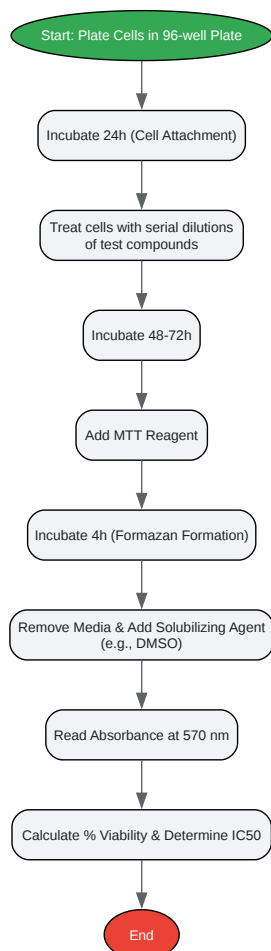 Start: Plate Cells in 96-well Plate
Incubate 24h (Cell Attachment)
Treat cells with serial dilutions
of test compounds
Incubate 48-72h
Add MTT Reagent
Incubate 4h (Formazan Formation)
Remove Media & Add Solubilizing Agent
(e.g., DMSO)
Read Absorbance at 570 nm
Calculate % Viability & Determine IC50
End